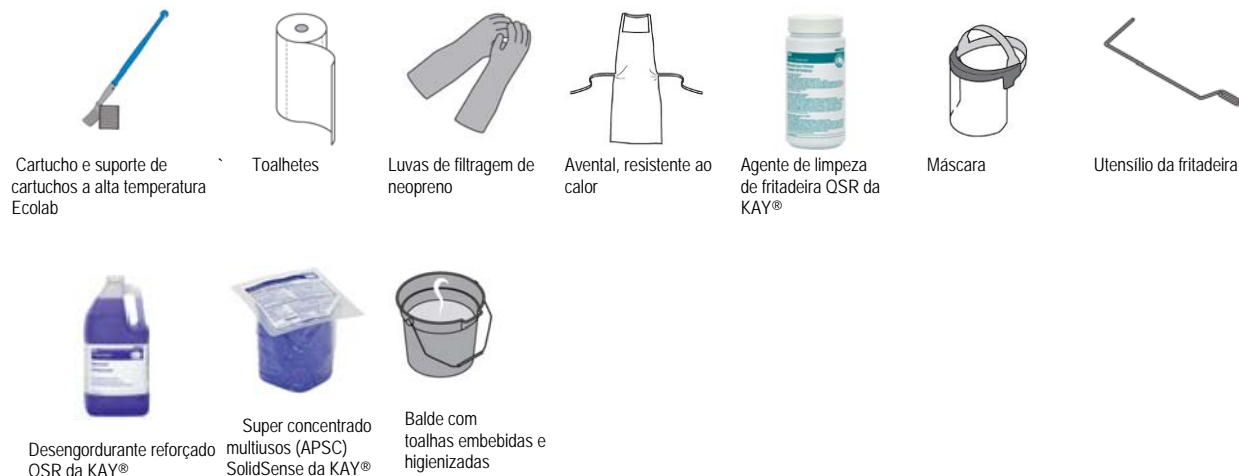 Cartucho e suporte de
cartuchos a alta temperatura
Ecolab
`
Toalhetes
Luvas de filtragem de
neopreno
Avental, resistente ao
calor
Agente de limpeza
de fritadeira QSR da
KAY®
Máscara
Utensílio da fritadeira
Desengordurante reforçado
QSR da KAY®
Super concentrado
multiusos (APSC)
SolidSense da KAY®
Balde com
toalhas embebidas e
higienizadas